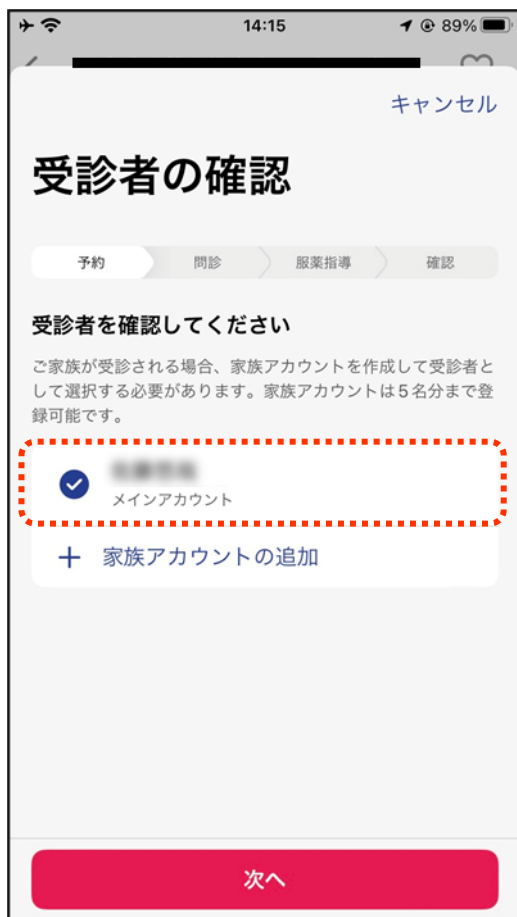 14:15
89%
キャンセル
受診者の確認
予約 問診 服薬指導 確認
受診者を確認してください
ご家族が受診される場合、家族アカウントを作成して受診者と
して選択する必要があります。家族アカウントは5名分まで登
録可能です。
メインアカウント
家族アカウントの追加
次へ